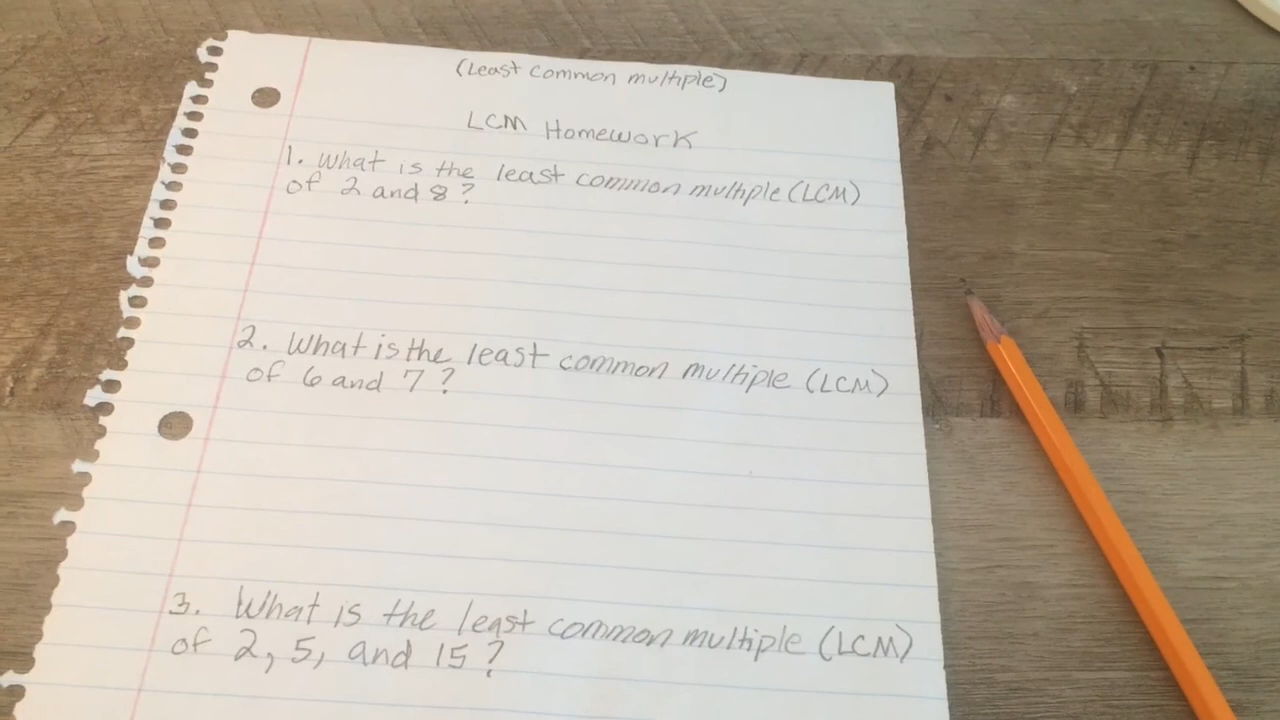 (Least common multiple)
LCM Homework
1. What is the least common multiple (LCM)
of 2 and 8?
2. What is the least common multiple (LCM)
of 6 and 7?
3. What is the least common multiple (LCM)
of 2, 5, and 15?